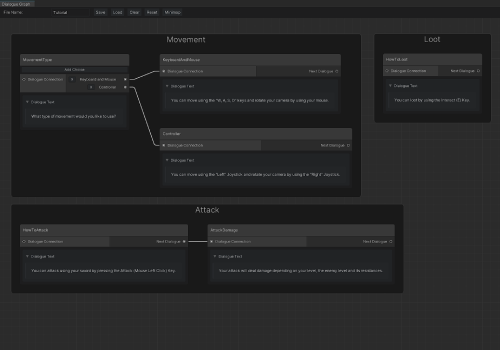 Dialogue Graph
File Name:
Tutorial
Save
Load
Clear
Reset
Minimap
Movement
MovementType
Add Choice
Dialogue Connection
X
Keyboard and Mouse
X
Controller
Dialogue Text
What type of movement would you like to use?
KeyboardAndMouse
Dialogue Connection
Next Dialogue
Dialogue Text
You can move using the "W, A, S, D" keys and rotate your camera by using your mouse.
Controller
Dialogue Connection
Next Dialogue
Dialogue Text
You can move using the "Left" Joystick and rotate your camera by using the "Right" Joystick.
Loot
HowToLoot
Dialogue Connection
Next Dialogue
Dialogue Text
You can loot by using the Interact (E) Key.
Attack
HowToAttack
Dialogue Connection
Next Dialogue
Dialogue Text
You can attack using your sword by pressing the Attack (Mouse Left Click) Key.
AttackDamage
Dialogue Connection
Next Dialogue
Dialogue Text
Your attack will deal damage depending on your level, the enemy level and its resistances.